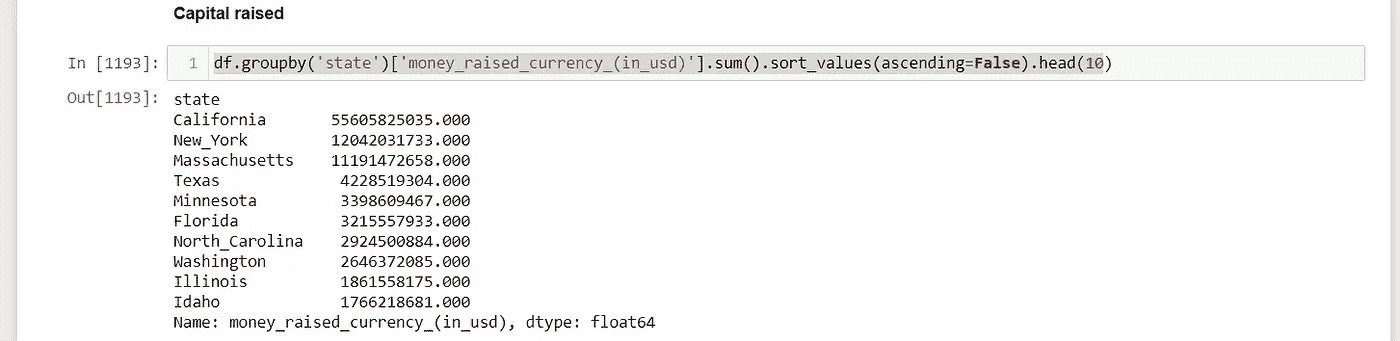 Capital raised
In [1193]: 1 df.groupby('state')['money_raised_currency_(in_usd)'].sum().sort_values(ascending=False).head(10)
Out[1193]: state
California 55605825035.000
New_York 12042031733.000
Massachusetts 11191472658.000
Texas 4228519304.000
Minnesota 3398609467.000
Florida 3215557933.000
North_Carolina 2924500884.000
Washington 2646372085.000
Illinois 1861558175.000
Idaho 1766218681.000
Name: money_raised_currency_(in_usd), dtype: float64